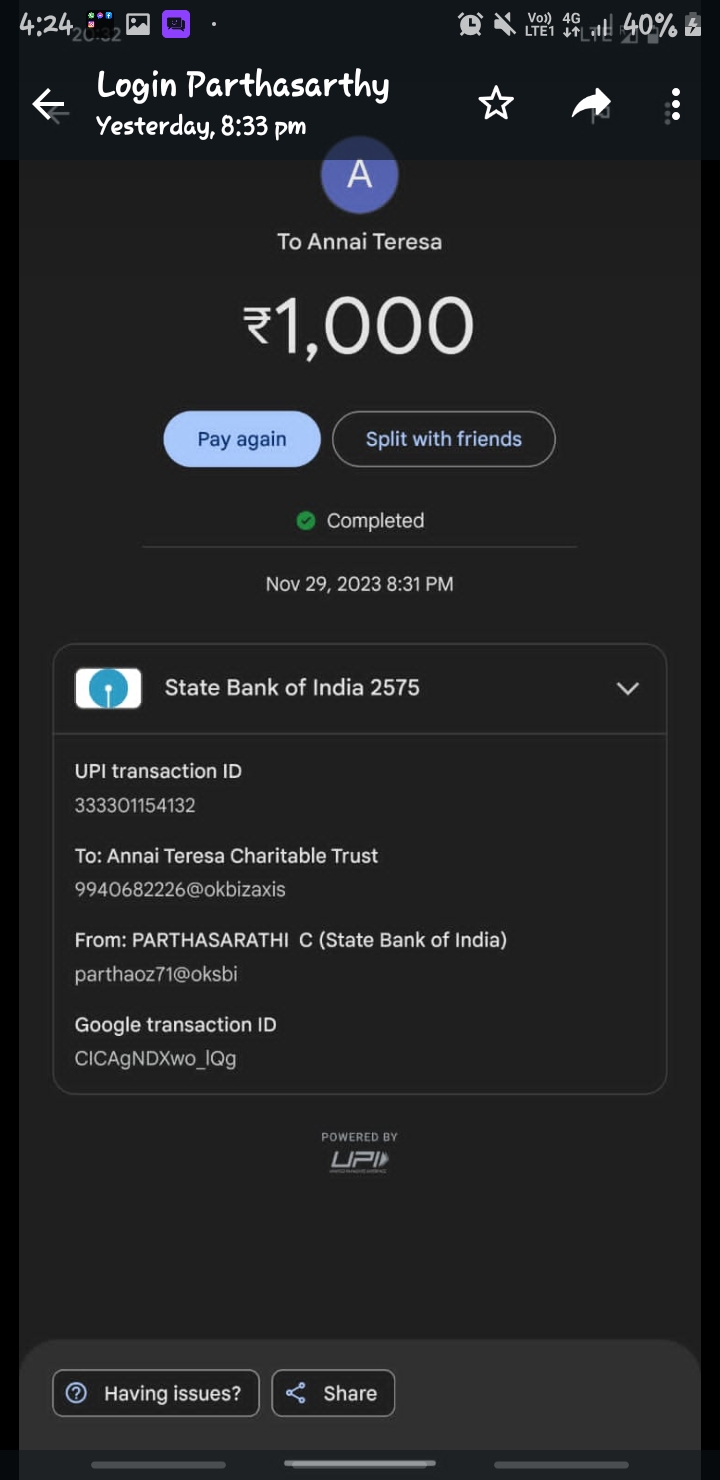 4:24
Vo)) 4G
LTE1
40%
20:32
Login Parthasarthy
Yesterday, 8:33 pm
A
To Annai Teresa
₹1,000
Pay again
Split with friends
Completed
Nov 29, 2023 8:31 PM
State Bank of India 2575
UPI transaction ID
333301154132
To: Annai Teresa Charitable Trust
9940682226@okbizaxis
From: PARTHASARATHI C (State Bank of India)
parthaoz71@oksbi
Google transaction ID
CICAgNDXwo_lQg
POWERED BY
UPI
Having issues?
Share